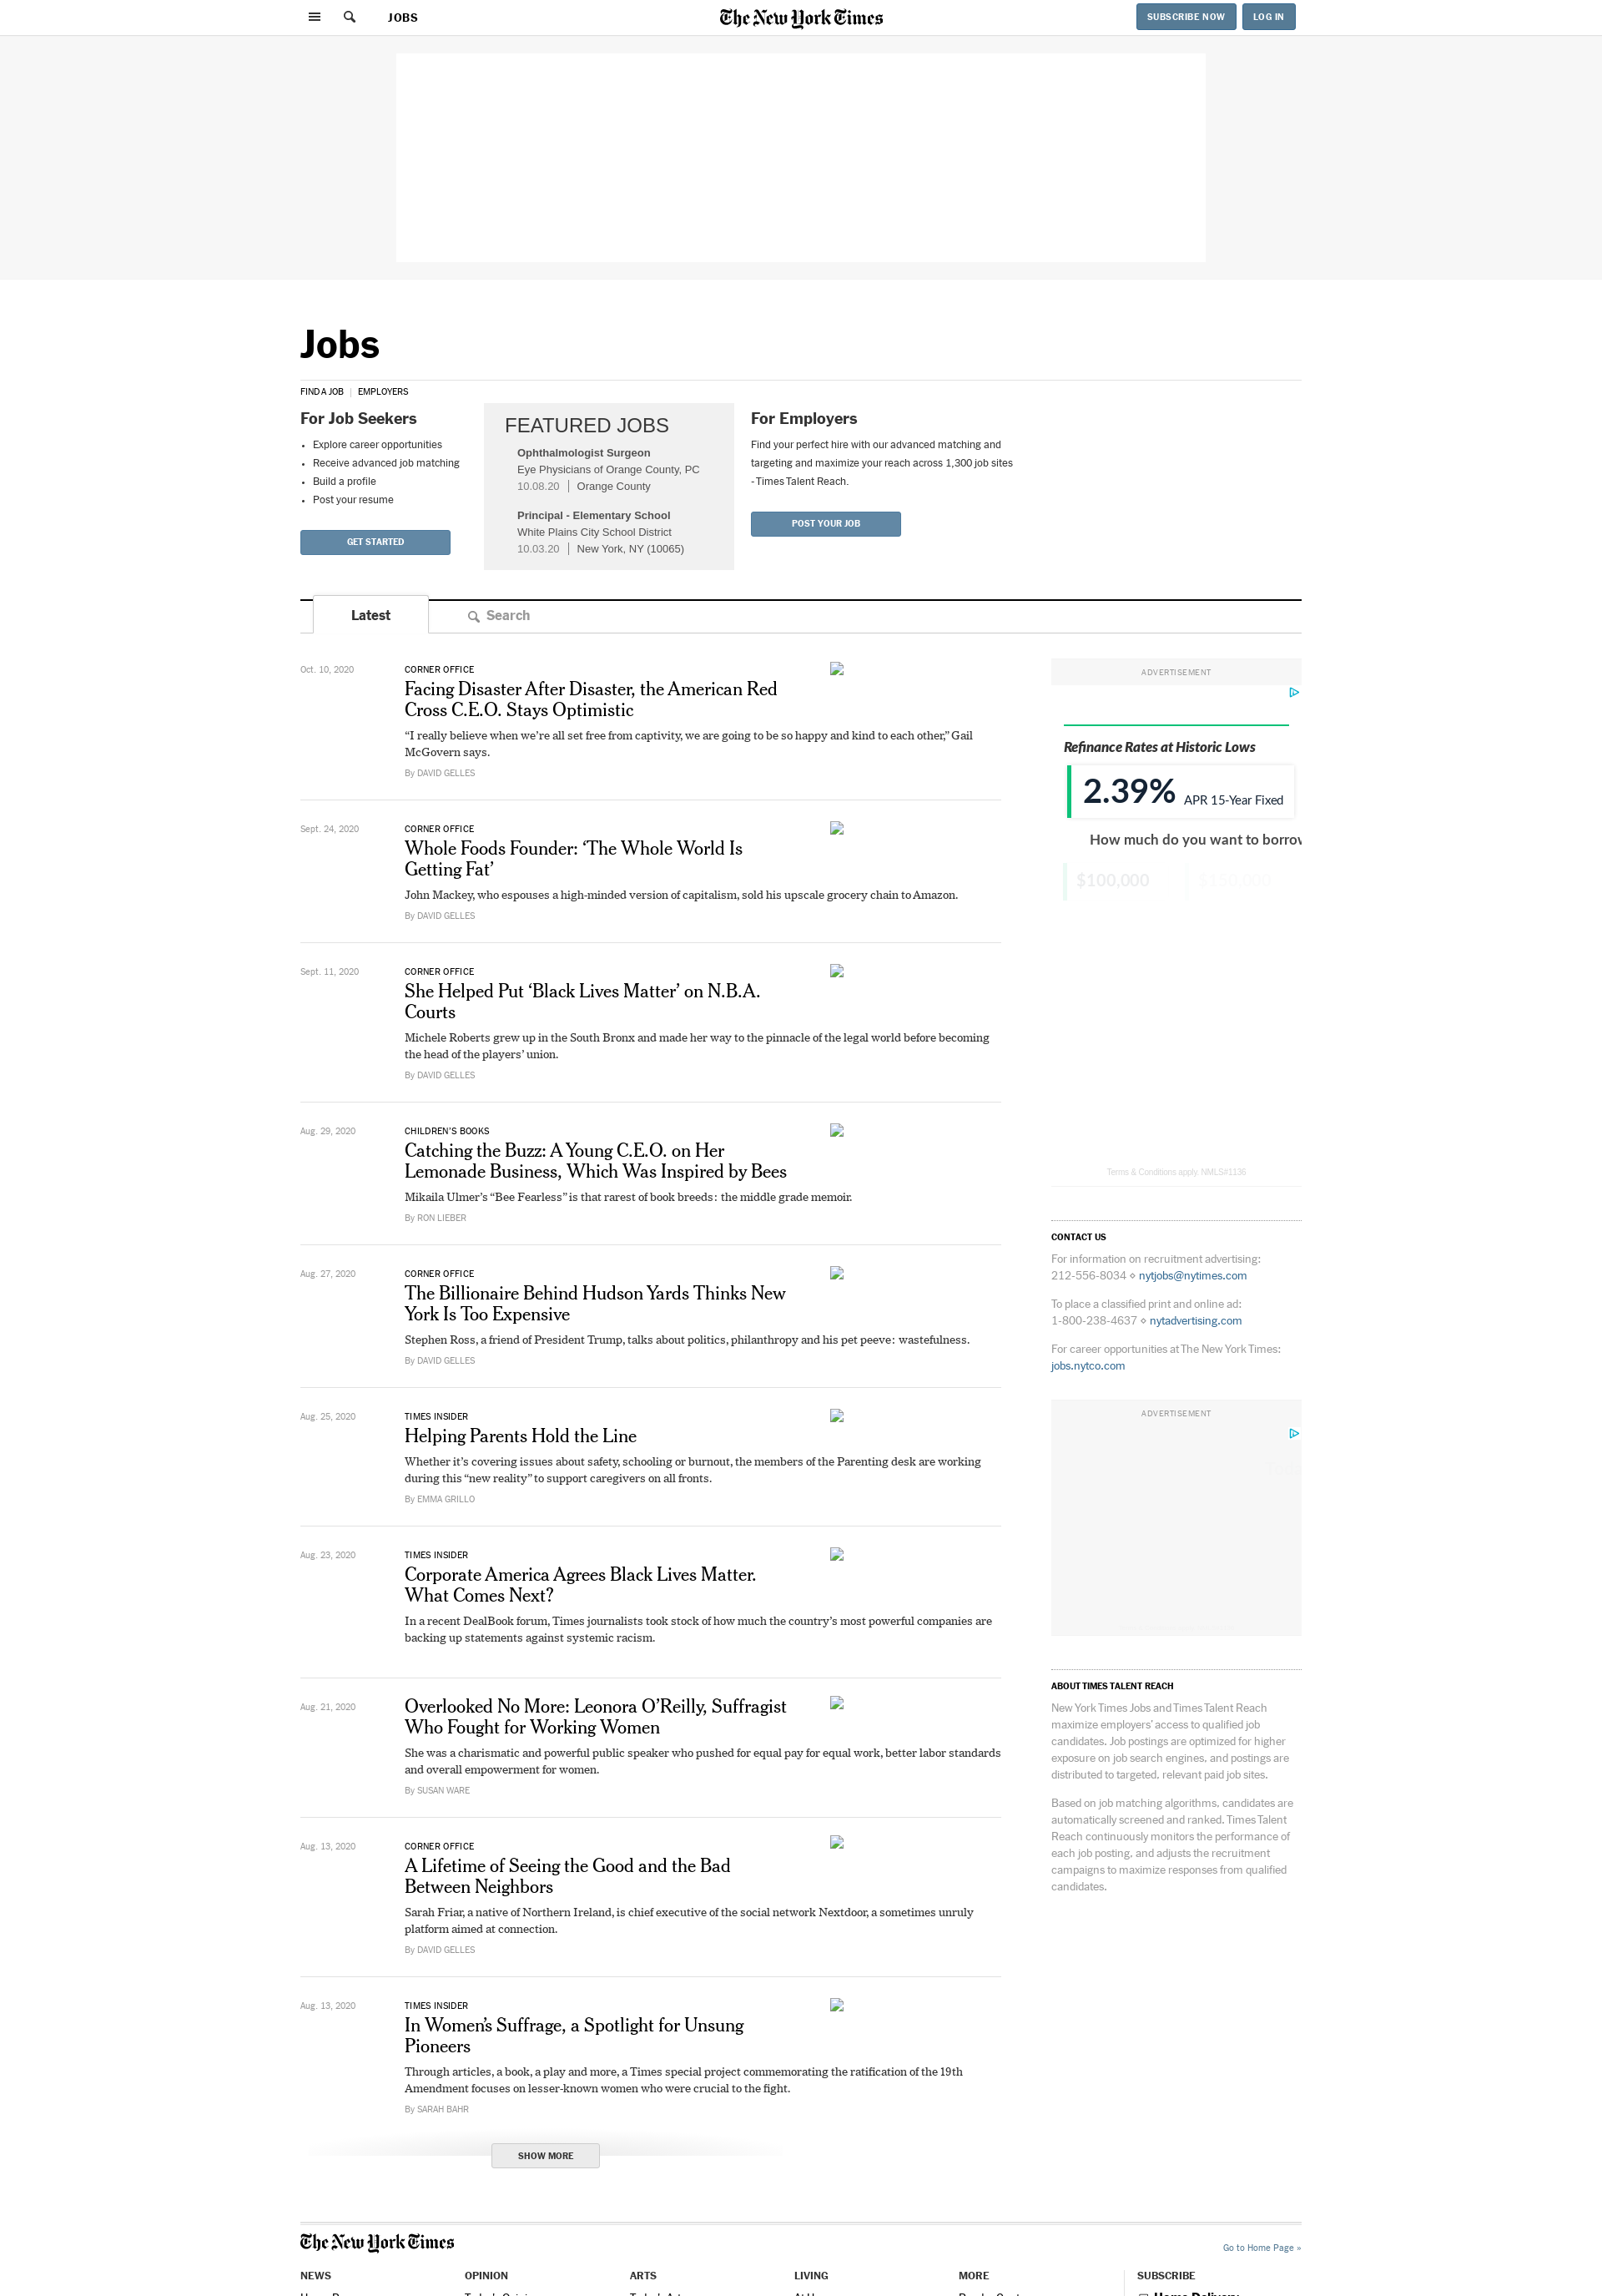 JOBS
The New York Times
SUBSCRIBE NOW
LOG IN
Jobs
FIND A JOB
EMPLOYERS
For Job Seekers
Explore career opportunities
Receive advanced job matching
Build a profile
Post your resume
GET STARTED
FEATURED JOBS
Ophthalmologist Surgeon
Eye Physicians of Orange County, PC
10.08.20 | Orange County
Principal - Elementary School
White Plains City School District
10.03.20 | New York, NY (10065)
For Employers
Find your perfect hire with our advanced matching and
targeting and maximize your reach across 1,300 job sites
- Times Talent Reach.
POST YOUR JOB
Latest
Search
Oct. 10, 2020
CORNER OFFICE
Facing Disaster After Disaster, the American Red
Cross C.E.O. Stays Optimistic
“I really believe when we’re all set free from captivity, we are going to be so happy and kind to each other,” Gail
McGovern says.
By DAVID GELLES
Sept. 24, 2020
CORNER OFFICE
Whole Foods Founder: ‘The Whole World Is
Getting Fat’
John Mackey, who espouses a high-minded version of capitalism, sold his upscale grocery chain to Amazon.
By DAVID GELLES
Sept. 11, 2020
CORNER OFFICE
She Helped Put ‘Black Lives Matter’ on N.B.A.
Courts
Michele Roberts grew up in the South Bronx and made her way to the pinnacle of the legal world before becoming
the head of the players’ union.
By DAVID GELLES
Aug. 29, 2020
CHILDREN’S BOOKS
Catching the Buzz: A Young C.E.O. on Her
Lemonade Business, Which Was Inspired by Bees
Mikaila Ulmer’s “Bee Fearless” is that rarest of book breeds: the middle grade memoir.
By RON LIEBER
Aug. 27, 2020
CORNER OFFICE
The Billionaire Behind Hudson Yards Thinks New
York Is Too Expensive
Stephen Ross, a friend of President Trump, talks about politics, philanthropy and his pet peeve: wastefulness.
By DAVID GELLES
Aug. 25, 2020
TIMES INSIDER
Helping Parents Hold the Line
Whether it’s covering issues about safety, schooling or burnout, the members of the Parenting desk are working
during this “new reality” to support caregivers on all fronts.
By EMMA GRILLO
Aug. 23, 2020
TIMES INSIDER
Corporate America Agrees Black Lives Matter.
What Comes Next?
In a recent DealBook forum, Times journalists took stock of how much the country’s most powerful companies are
backing up statements against systemic racism.
Aug. 21, 2020
Overlooked No More: Leonora O’Reilly, Suffragist
Who Fought for Working Women
She was a charismatic and powerful public speaker who pushed for equal pay for equal work, better labor standards
and overall empowerment for women.
By SUSAN WARE
Aug. 13, 2020
CORNER OFFICE
A Lifetime of Seeing the Good and the Bad
Between Neighbors
Sarah Friar, a native of Northern Ireland, is chief executive of the social network Nextdoor, a sometimes unruly
platform aimed at connection.
By DAVID GELLES
Aug. 13, 2020
TIMES INSIDER
In Women’s Suffrage, a Spotlight for Unsung
Pioneers
Through articles, a book, a play and more, a Times special project commemorating the ratification of the 19th
Amendment focuses on lesser-known women who were crucial to the fight.
By SARAH BAHR
SHOW MORE
ADVERTISEMENT
Refinance Rates at Historic Lows
2.39% APR 15-Year Fixed
How much do you want to borrow
$100,000 $150,000
Terms & Conditions apply. NMLS#1136
CONTACT US
For information on recruitment advertising:
212-556-8034 ⋄ nytjobs@nytimes.com
To place a classified print and online ad:
1-800-238-4637 ⋄ nytadvertising.com
For career opportunities at The New York Times:
jobs.nytco.com
ADVERTISEMENT
ABOUT TIMES TALENT REACH
New York Times Jobs and Times Talent Reach
maximize employers’ access to qualified job
candidates. Job postings are optimized for higher
exposure on job search engines, and postings are
distributed to targeted, relevant paid job sites.
Based on job matching algorithms, candidates are
automatically screened and ranked. Times Talent
Reach continuously monitors the performance of
each job posting, and adjusts the recruitment
campaigns to maximize responses from qualified
candidates.
The New York Times
Go to Home Page »
NEWS
OPINION
ARTS
LIVING
MORE
SUBSCRIBE